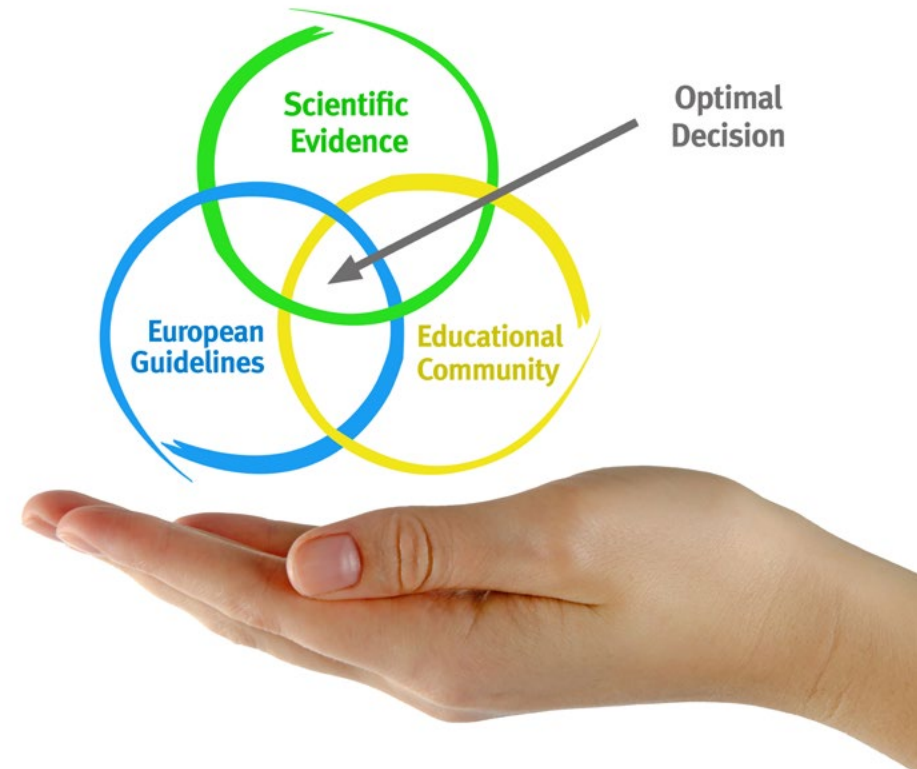 Scientific
Evidence
Optimal
Decision
European
Guidelines
Educational
Community